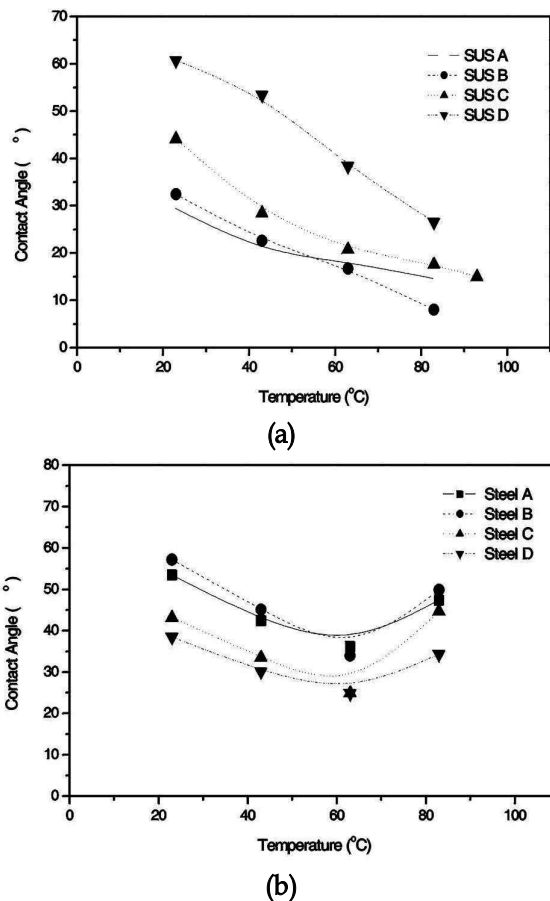 70
60
50
40
30
20
10
0
Contact Angle ( ° )
SUS A
SUS B
SUS C
SUS D
0 20 40 60 80 100
Temperature (°C)
(a)
80
70
60
50
40
30
20
10
0
Contact Angle ( ° )
Steel A
Steel B
Steel C
Steel D
0 20 40 60 80 100
Temperature (°C)
(b)